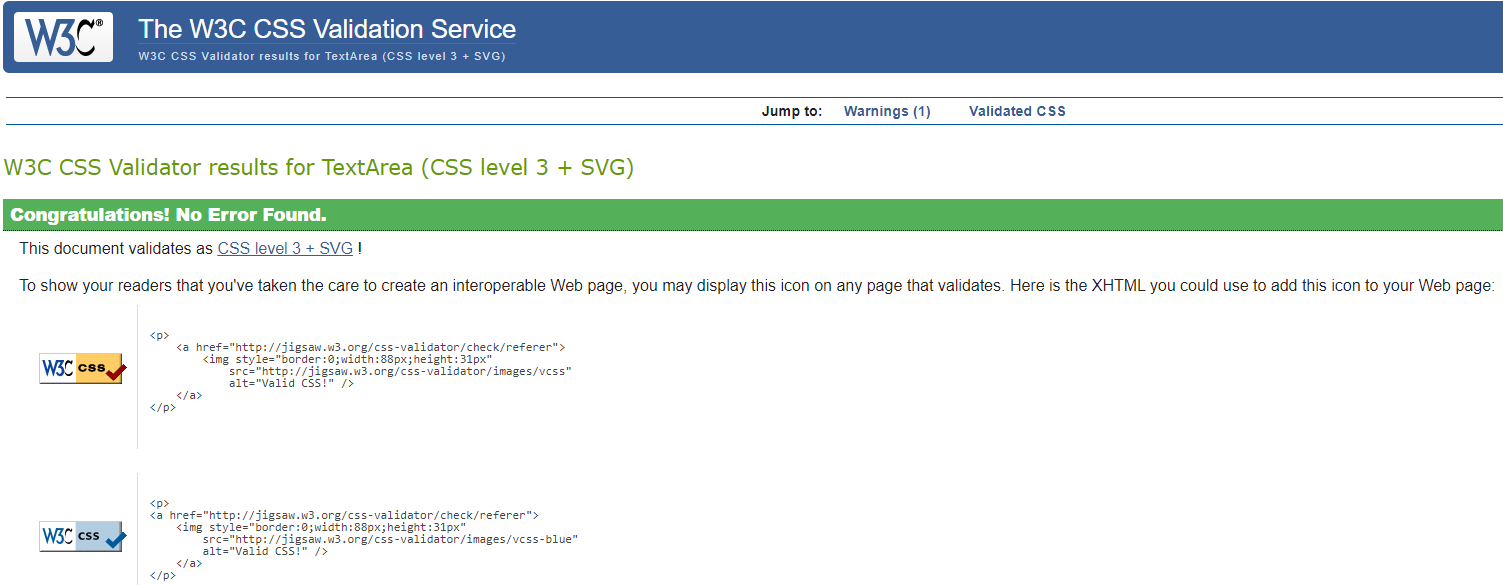 W3C®
The W3C CSS Validation Service
W3C CSS Validator results for TextArea (CSS level 3 + SVG)
Jump to: Warnings (1) Validated CSS
W3C CSS Validator results for TextArea (CSS level 3 + SVG)
Congratulations! No Error Found.
This document validates as CSS level 3 + SVG !
To show your readers that you've taken the care to create an interoperable Web page, you may display this icon on any page that validates. Here is the XHTML you could use to add this icon to your Web page:
W3C css
<p>
    <a href="http://jigsaw.w3.org/css-validator/check/referer">
        <img style="border:0;width:88px;height:31px"
            src="http://jigsaw.w3.org/css-validator/images/vcss"
            alt="Valid CSS!" />
    </a>
</p>
W3C css
<p>
<a href="http://jigsaw.w3.org/css-validator/check/referer">
    <img style="border:0;width:88px;height:31px"
        src="http://jigsaw.w3.org/css-validator/images/vcss-blue"
        alt="Valid CSS!" />
    </a>
</p>